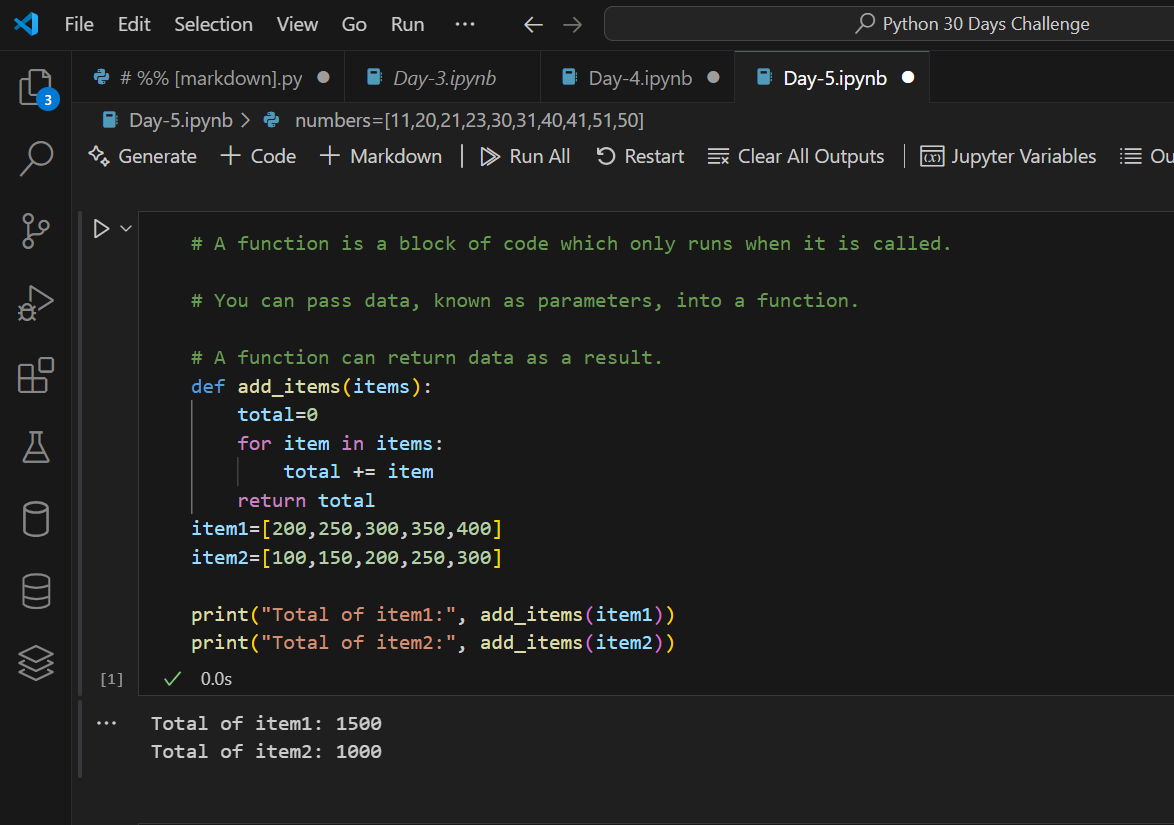 File Edit Selection View Go Run ··· ← → Python 30 Days Challenge
# %% [markdown].py ● Day-3.ipynb Day-4.ipynb ● Day-5.ipynb ●
3
Day-5.ipynb > numbers=[11,20,21,23,30,31,40,41,51,50]
Generate + Code + Markdown | Run All Restart Clear All Outputs | (x) Jupyter Variables Ou
# A function is a block of code which only runs when it is called.
# You can pass data, known as parameters, into a function.
# A function can return data as a result.
def add_items(items):
    total=0
    for item in items:
        total += item
    return total
item1=[200,250,300,350,400]
item2=[100,150,200,250,300]
print("Total of item1:", add_items(item1))
print("Total of item2:", add_items(item2))
[1] ✓ 0.0s
··· Total of item1: 1500
Total of item2: 1000